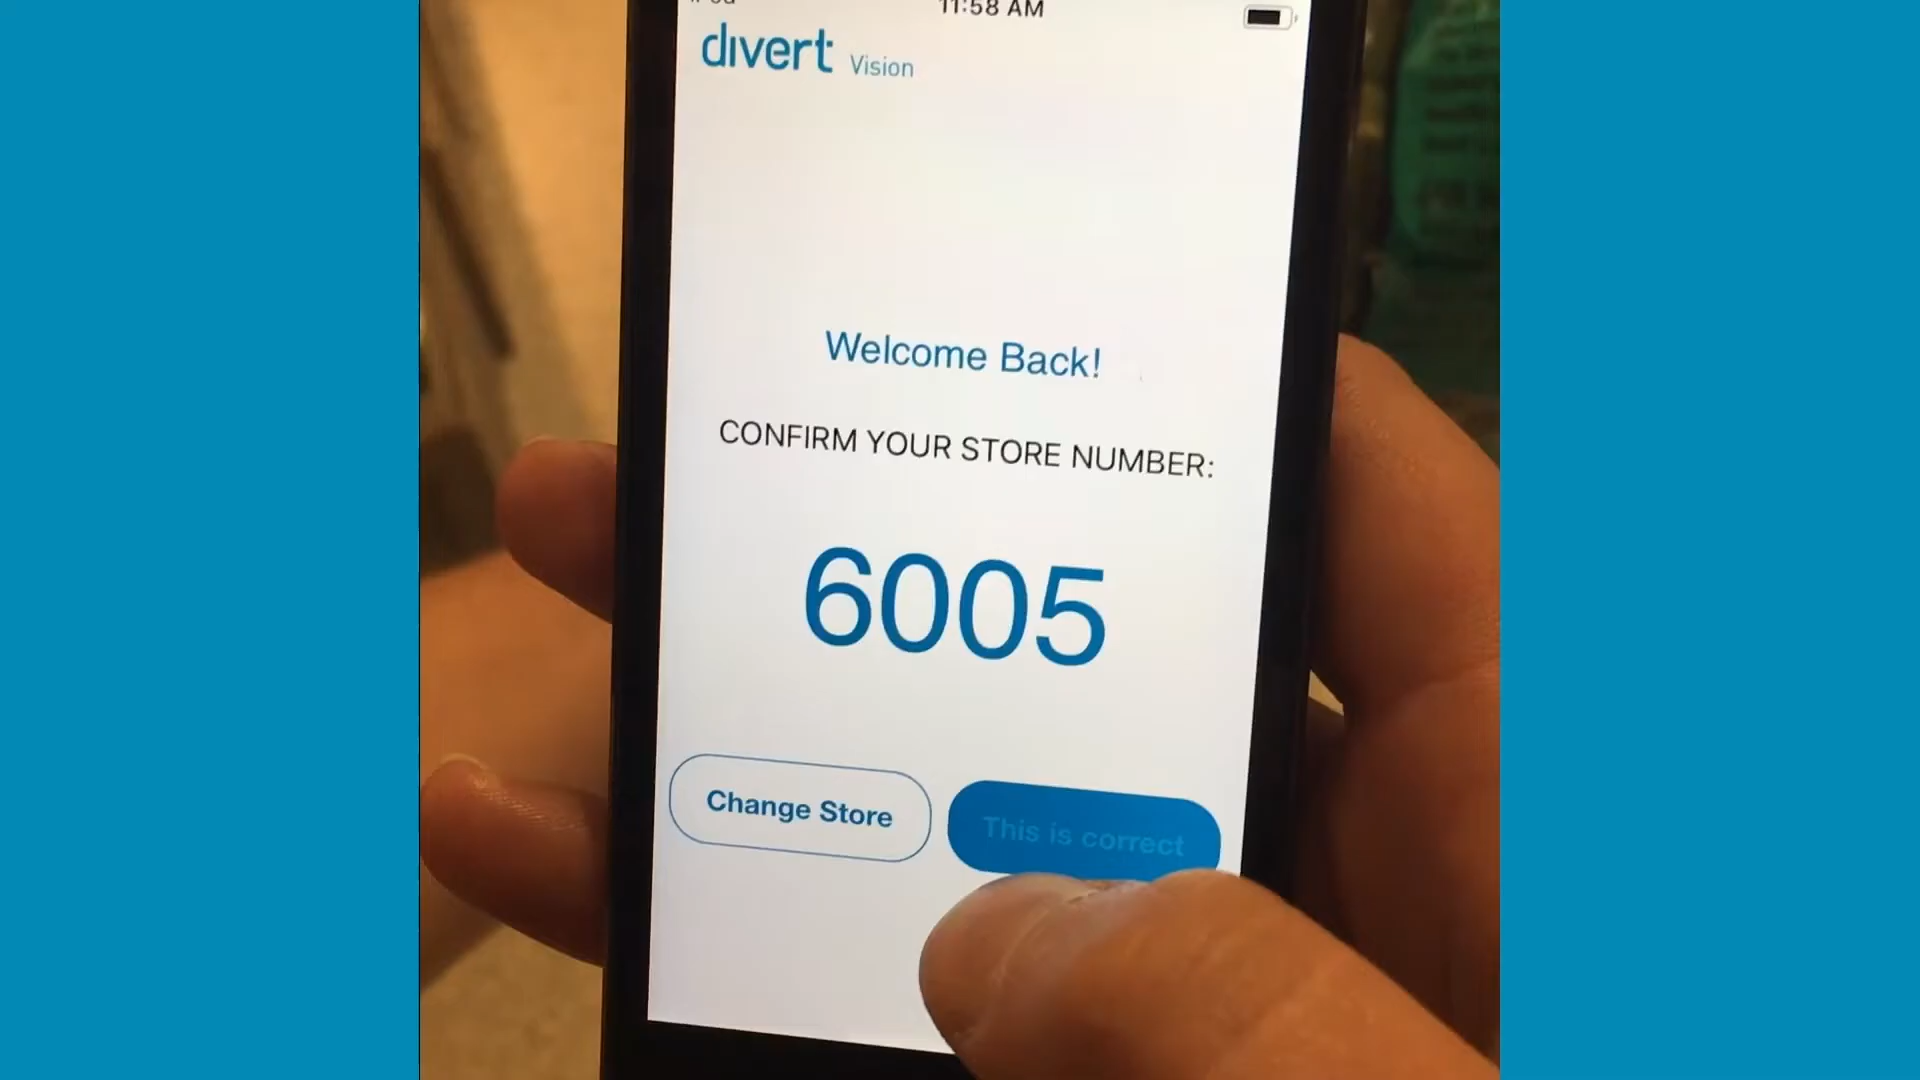 11:58 AM
divert Vision
Welcome Back!
CONFIRM YOUR STORE NUMBER:
6005
Change Store
This is correct